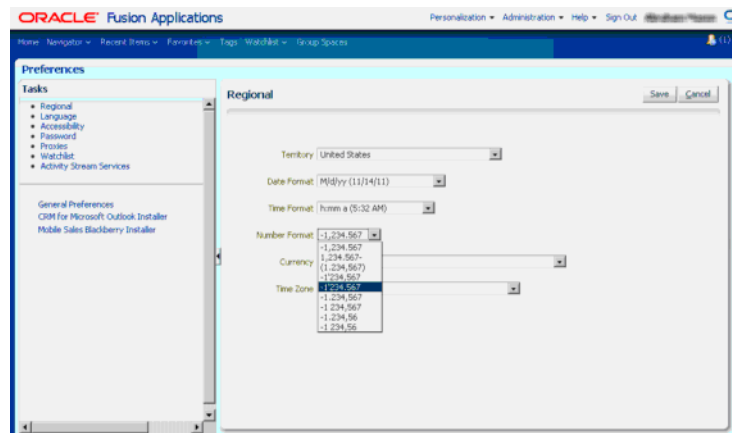 ORACLE Fusion Applications
Personalization Administration Help Sign Out
Home Navigator Recent Items Favorites Tags Watchlist Group Spaces
(1)
Preferences
Tasks
Regional
Language
Accessibility
Password
Proxies
Watchlist
Activity Stream Services
General Preferences
CRM for Microsoft Outlook Installer
Mobile Sales Blackberry Installer
Regional
Save Cancel
Territory United States
Date Format M/d/yy (11/14/11)
Time Format h:mm a (5:32 AM)
Number Format -1,234.567
-1,234.567
1,234.567-
(1.234,567)
-1'234.567
-1'234.567
-1.234,567
-1 234,567
-1.234,56
-1 234,56
Currency
Time Zone